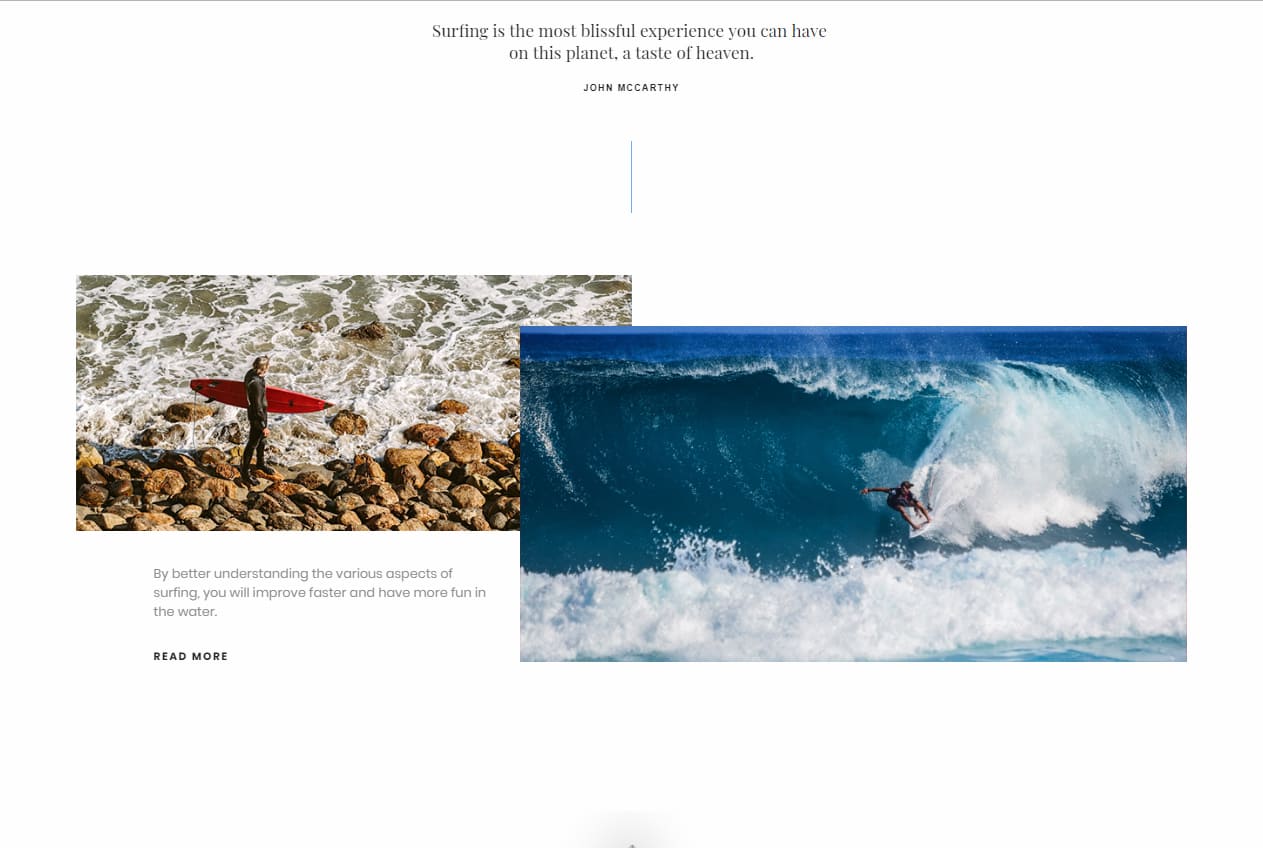 Surfing is the most blissful experience you can have
on this planet, a taste of heaven.
JOHN MCCARTHY
By better understanding the various aspects of
surfing, you will improve faster and have more fun in
the water.
READ MORE